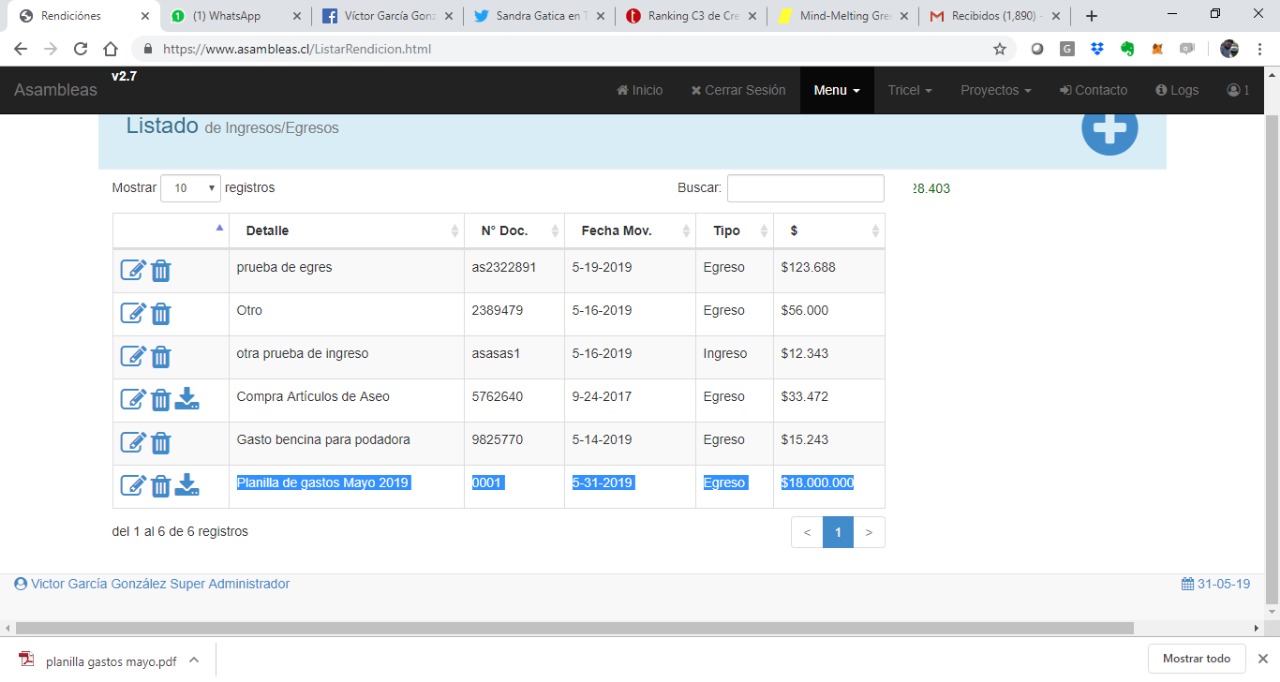 Rendiciónes
(1) WhatsApp
Víctor García Gonz
Sandra Gatica en T
Ranking C3 de Cre
Mind-Melting Gre
Recibidos (1,890) -
https://www.asambleas.cl/ListarRendicion.html
Asambleas v2.7
Inicio Cerrar Sesión Menu Tricel Proyectos Contacto Logs 1
Listado de Ingresos/Egresos
Mostrar 10 registros Buscar: 28.403
Detalle N° Doc. Fecha Mov. Tipo $
prueba de egres as2322891 5-19-2019 Egreso $123.688
Otro 2389479 5-16-2019 Egreso $56.000
otra prueba de ingreso asasas1 5-16-2019 Ingreso $12.343
Compra Artículos de Aseo 5762640 9-24-2017 Egreso $33.472
Gasto bencina para podadora 9825770 5-14-2019 Egreso $15.243
Planilla de gastos Mayo 2019 0001 5-31-2019 Egreso $18.000.000
del 1 al 6 de 6 registros < 1 >
Victor García González Super Administrador 31-05-19
planilla gastos mayo.pdf Mostrar todo